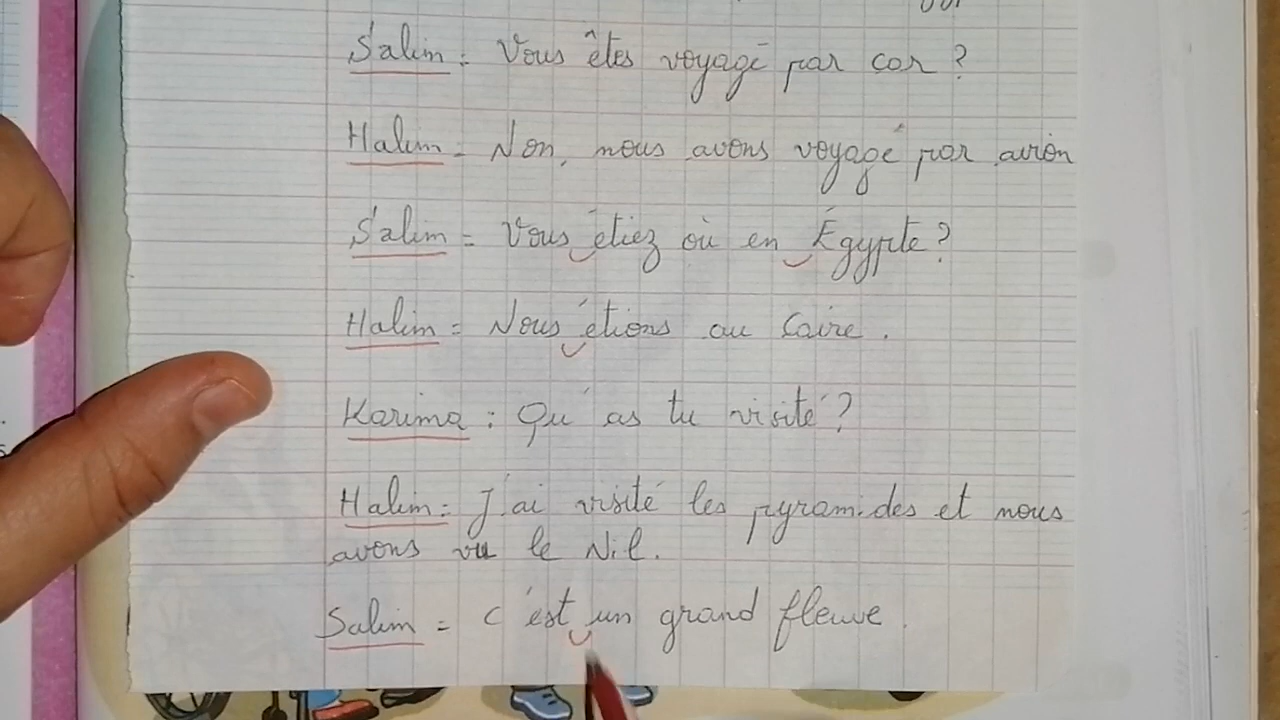 Salim : Vous êtes voyagé par car ?
Halim = Non, nous avons voyagé par avion
Salim = Vous étiez où en Égypte ?
Halim = Nous étions au Caire .
Karima : Qu'as tu visité ?
Halim : J'ai visité les pyramides et nous
avons vu le Nil.
Salim = C'est un grand fleuve .